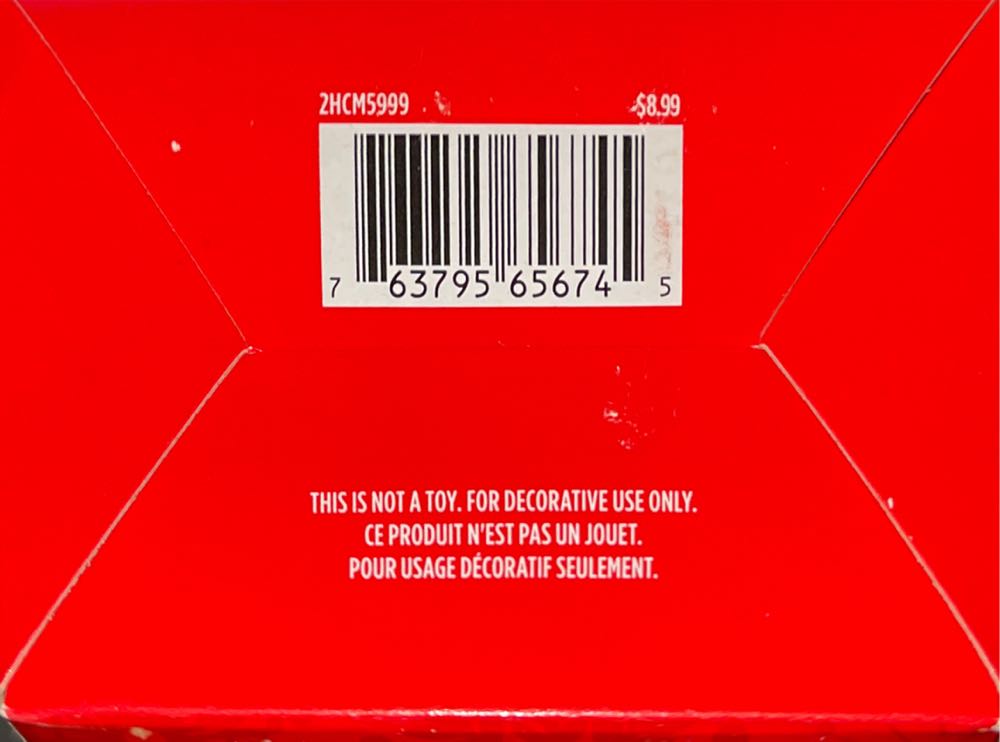 2HCM5999 $8.99
7 63795 65674 5
THIS IS NOT A TOY. FOR DECORATIVE USE ONLY.
CE PRODUIT N'EST PAS UN JOUET.
POUR USAGE DÉCORATIF SEULEMENT.